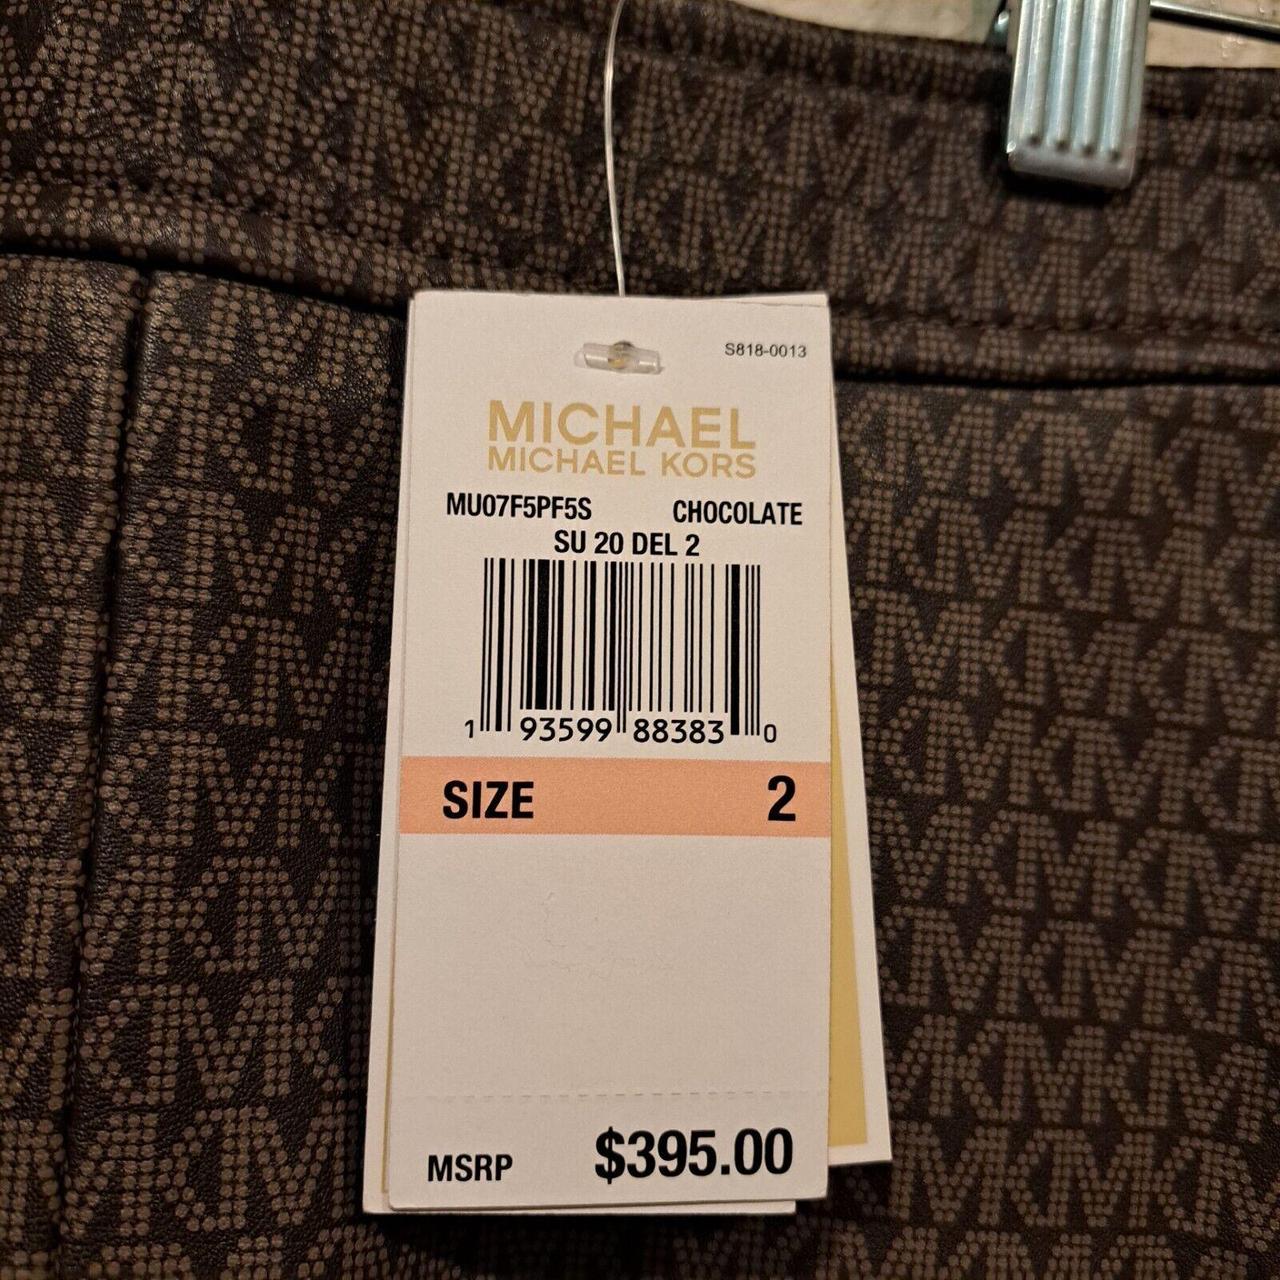 S818-0013
MICHAEL
MICHAEL KORS
MU07F5PF5S CHOCOLATE
SU 20 DEL 2
1 93599 88383 0
SIZE 2
MSRP $395.00